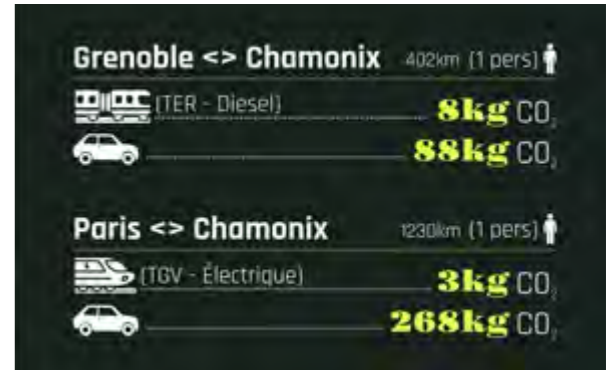 Grenoble <> Chamonix 402km (1 pers)
(TER - Diesel) 8kg CO₂
88kg CO₂
Paris <> Chamonix 1230km (1 pers)
(TGV - Électrique) 3kg CO₂
268kg CO₂